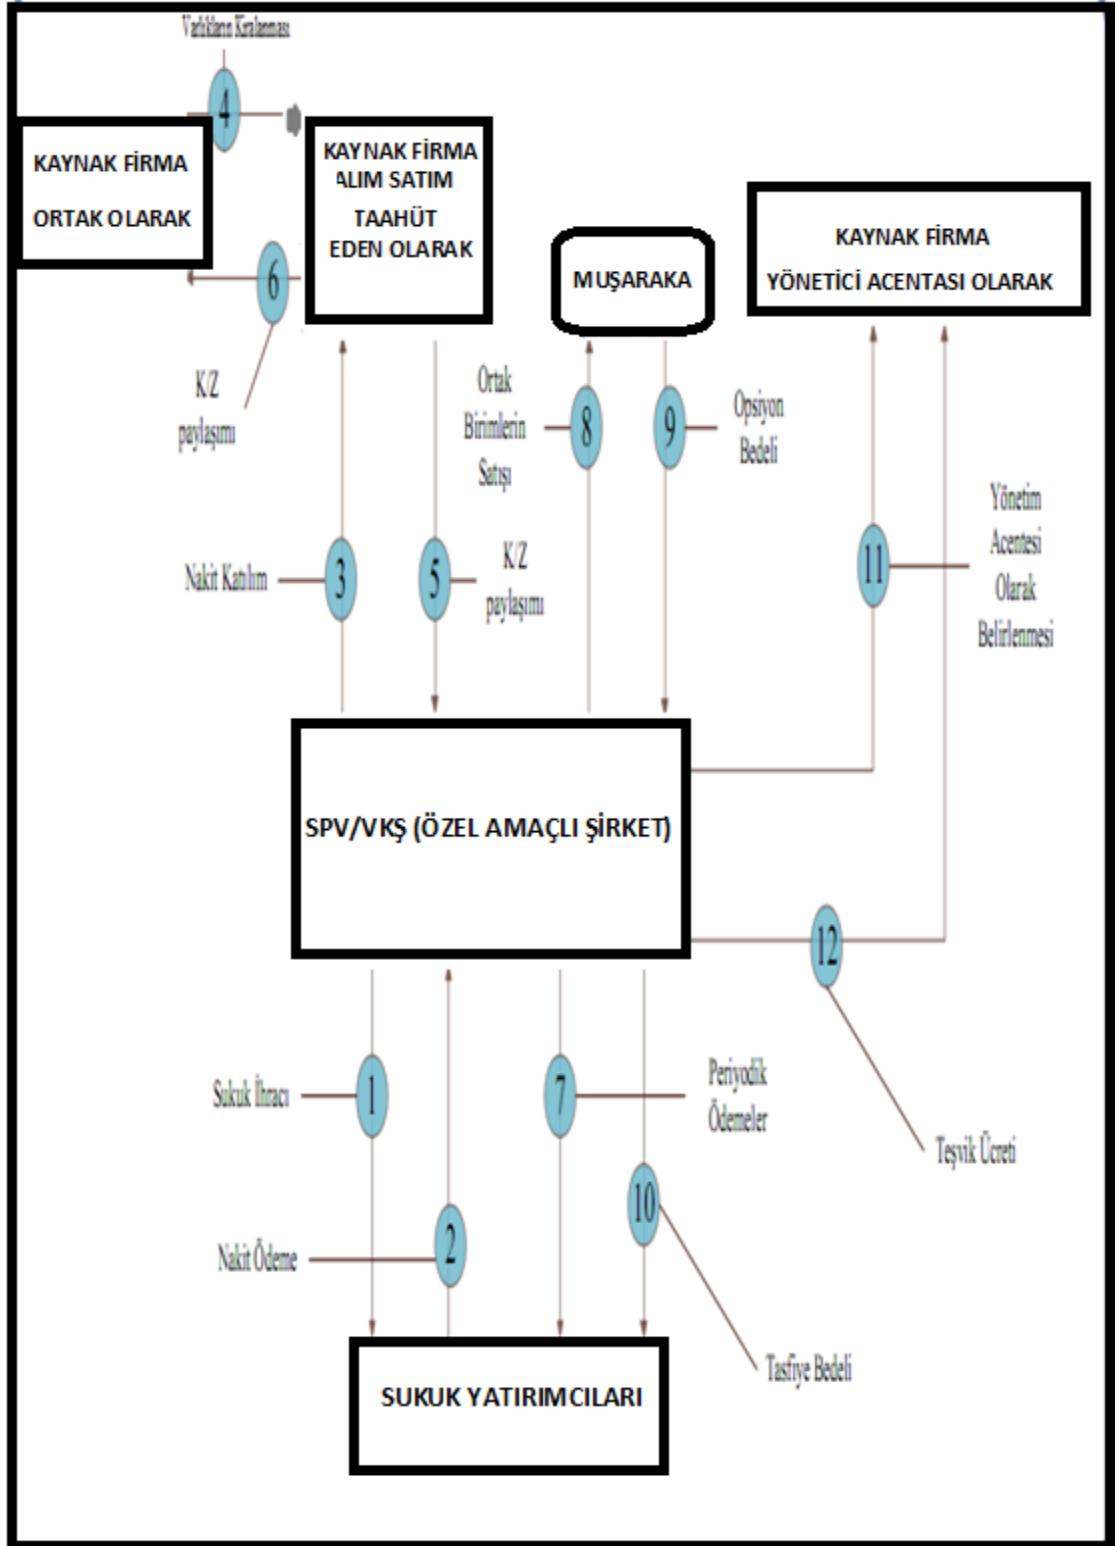 Varlıkların Kiralanması
4
KAYNAK FİRMA
ORTAK OLARAK
KAYNAK FİRMA
ALIM SATIM
TAAHÜT
EDEN OLARAK
MUŞARAKA
KAYNAK FİRMA
YÖNETİCİ ACENTASI OLARAK
6
K/Z
paylaşımı
Ortak
Birimlerin
Satışı
8
9
Opsiyon
Bedeli
Nakit Katılım
3
5
K/Z
paylaşımı
11
Yönetim
Acentesi
Olarak
Belirlenmesi
SPV/VKŞ (ÖZEL AMAÇLI ŞİRKET)
12
Teşvik Ücreti
Sukuk İhracı
1
7
Periyodik
Ödemeler
Nakit Ödeme
2
10
Tasfiye Bedeli
SUKUK YATIRIMCILARI